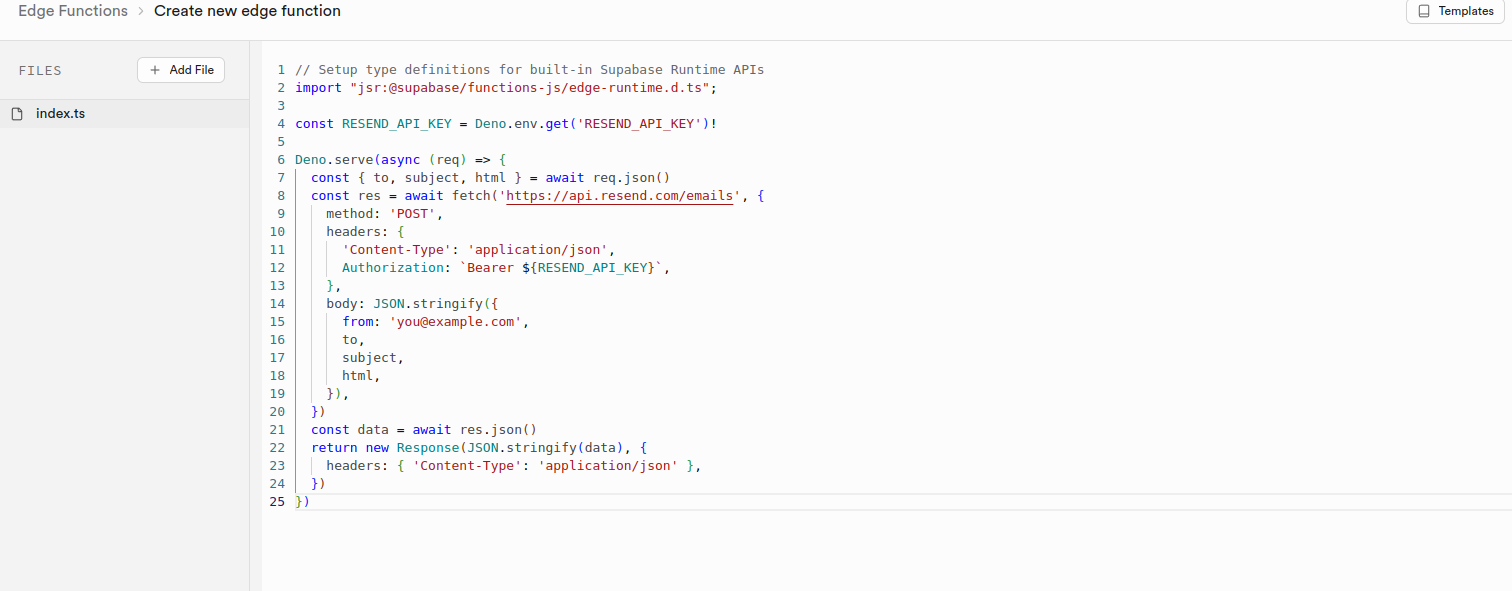 Edge Functions > Create new edge function
Templates
FILES
+ Add File
index.ts
1 // Setup type definitions for built-in Supabase Runtime APIs
2 import "jsr:@supabase/functions-js/edge-runtime.d.ts";
3
4 const RESEND_API_KEY = Deno.env.get('RESEND_API_KEY')!
5
6 Deno.serve(async (req) => {
7   const { to, subject, html } = await req.json()
8   const res = await fetch('https://api.resend.com/emails', {
9     method: 'POST',
10     headers: {
11       'Content-Type': 'application/json',
12       Authorization: `Bearer ${RESEND_API_KEY}`,
13     },
14     body: JSON.stringify({
15       from: 'you@example.com',
16       to,
17       subject,
18       html,
19     }),
20   })
21   const data = await res.json()
22   return new Response(JSON.stringify(data), {
23     headers: { 'Content-Type': 'application/json' },
24   })
25 })